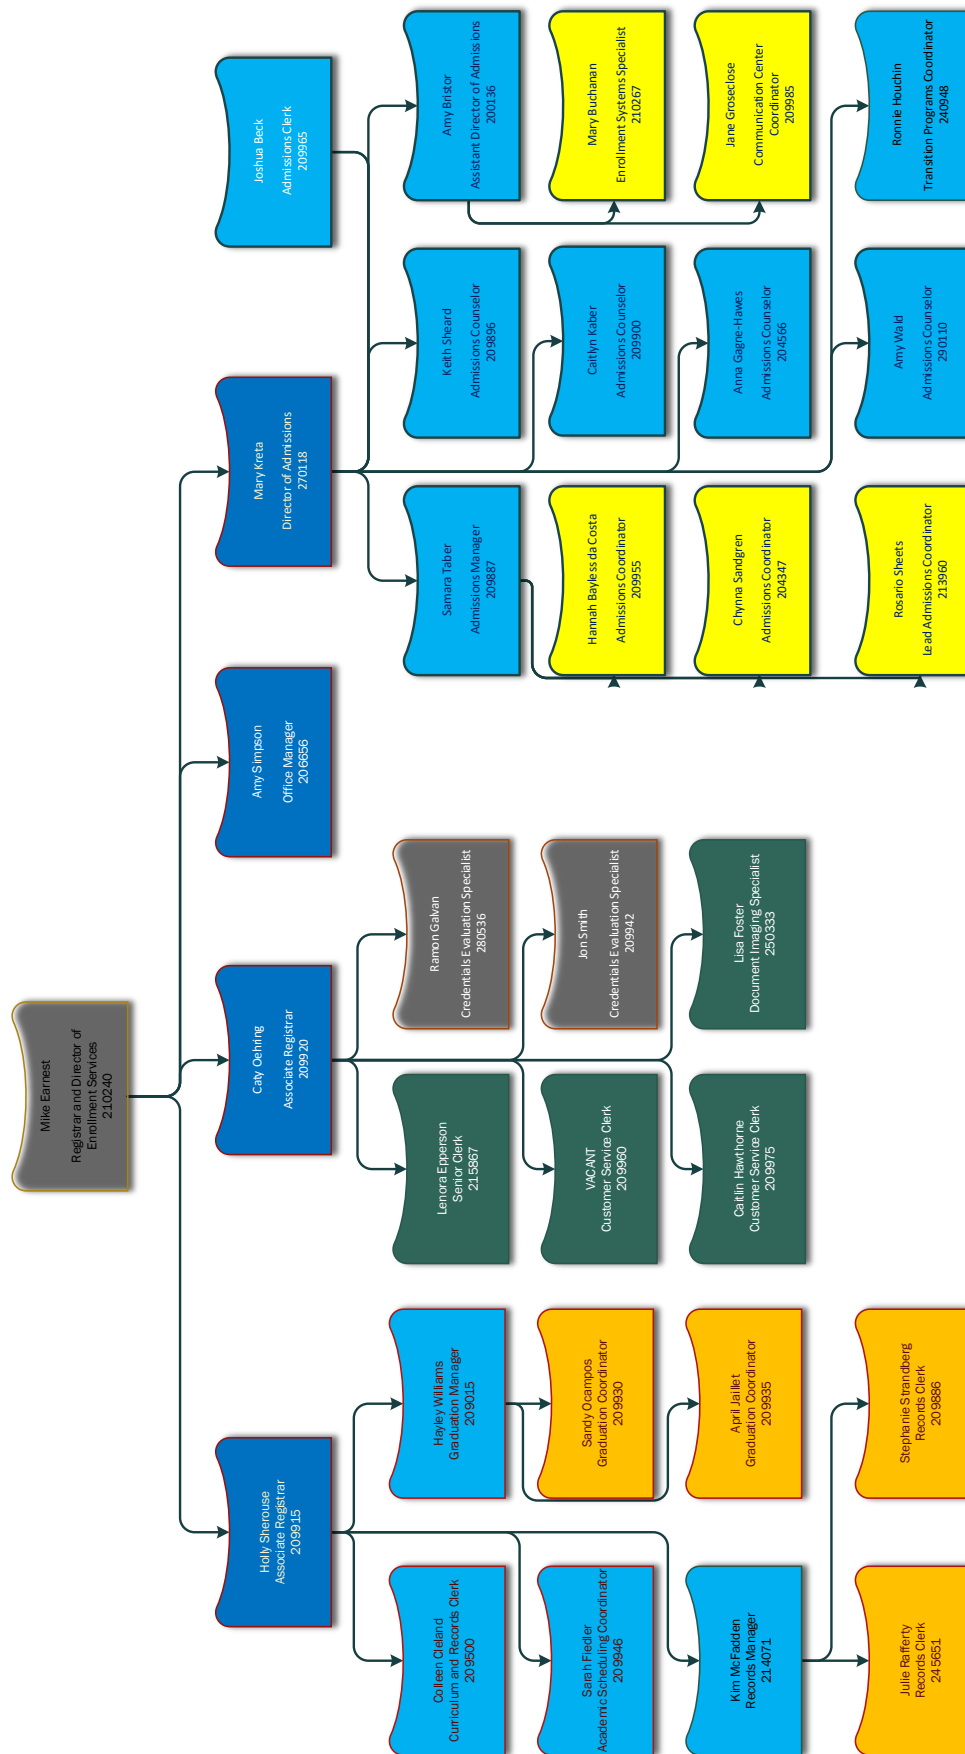 Mike Earnest
Registrar and Director of
Enrollment Services
210240
Holly Sherouse
Associate Registrar
209915
Caty Oehring
Associate Registrar
209920
Amy Simpson
Office Manager
206656
Mary Kreta
Director of Admissions
270118
Joshua Beck
Admissions Clerk
209965
Colleen Cleland
Curriculum and Records Clerk
209500
Hayley Williams
Graduation Manager
209015
Lenora Epperson
Senior Clerk
215867
Ramon Galvan
Credentials Evaluation Specialist
280536
Samara Taber
Admissions Manager
209887
Keith Sheard
Admissions Counselor
209896
Amy Bristor
Assistant Director of Admissions
200136
Sarah Fiedler
Academic Scheduling Coordinator
209946
Sandy Ocampos
Graduation Coordinator
209930
VACANT
Customer Service Clerk
209960
Jon Smith
Credentials Evaluation Specialist
209942
Hannah Bayless da Costa
Admissions Coordinator
209955
Caitlyn Kaber
Admissions Counselor
209900
Mary Buchanan
Enrollment Systems Specialist
210267
Kim McFadden
Records Manager
214071
April Jaillet
Graduation Coordinator
209935
Caitlin Hawthorne
Customer Service Clerk
209975
Lisa Foster
Document Imaging Specialist
250333
Chynna Sandgren
Admissions Coordinator
204347
Anna Gagne-Hawes
Admissions Counselor
204566
Jane Groseclose
Communication Center
Coordinator
209985
Julie Rafferty
Records Clerk
245651
Stephanie Strandberg
Records Clerk
209886
Rosario Sheets
Lead Admissions Coordinator
213960
Amy Wald
Admissions Counselor
290110
Ronnie Houchin
Transition Programs Coordinator
240948